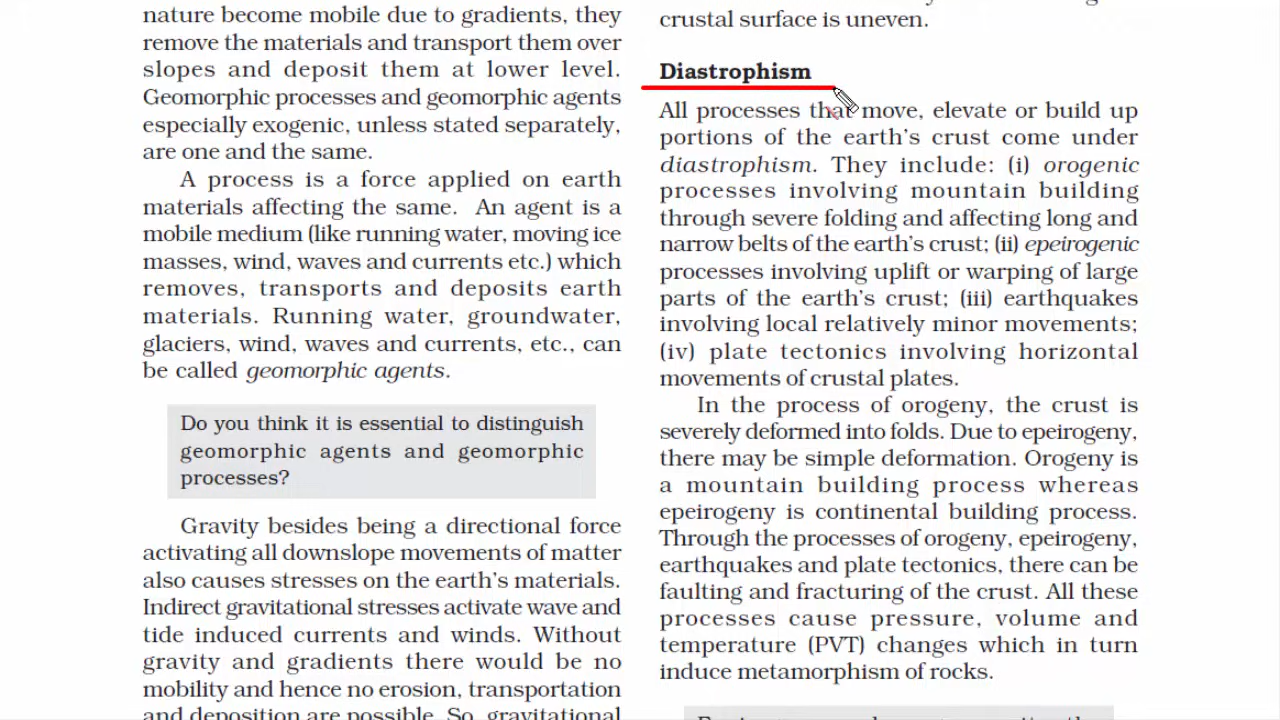 nature become mobile due to gradients, they
remove the materials and transport them over
slopes and deposit them at lower level.
Geomorphic processes and geomorphic agents
especially exogenic, unless stated separately,
are one and the same.
A process is a force applied on earth
materials affecting the same. An agent is a
mobile medium (like running water, moving ice
masses, wind, waves and currents etc.) which
removes, transports and deposits earth
materials. Running water, groundwater,
glaciers, wind, waves and currents, etc., can
be called geomorphic agents.
Do you think it is essential to distinguish
geomorphic agents and geomorphic
processes?
Gravity besides being a directional force
activating all downslope movements of matter
also causes stresses on the earth's materials.
Indirect gravitational stresses activate wave and
tide induced currents and winds. Without
gravity and gradients there would be no
mobility and hence no erosion, transportation
and deposition are possible. So, gravitational
crustal surface is uneven.
Diastrophism
All processes that move, elevate or build up
portions of the earth's crust come under
diastrophism. They include: (i) orogenic
processes involving mountain building
through severe folding and affecting long and
narrow belts of the earth's crust; (ii) epeirogenic
processes involving uplift or warping of large
parts of the earth's crust; (iii) earthquakes
involving local relatively minor movements;
(iv) plate tectonics involving horizontal
movements of crustal plates.
In the process of orogeny, the crust is
severely deformed into folds. Due to epeirogeny,
there may be simple deformation. Orogeny is
a mountain building process whereas
epeirogeny is continental building process.
Through the processes of orogeny, epeirogeny,
earthquakes and plate tectonics, there can be
faulting and fracturing of the crust. All these
processes cause pressure, volume and
temperature (PVT) changes which in turn
induce metamorphism of rocks.